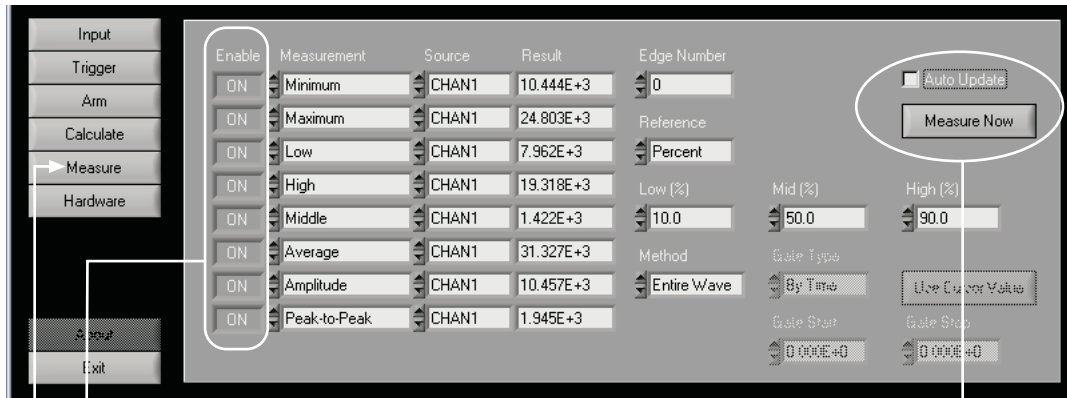 Input
Trigger
Arm
Calculate
Measure
Hardware
About
Exit
Enable Measurement Source Result
ON Minimum CHAN1 10.444E+3
ON Maximum CHAN1 24.803E+3
ON Low CHAN1 7.962E+3
ON High CHAN1 19.318E+3
ON Middle CHAN1 1.422E+3
ON Average CHAN1 31.327E+3
ON Amplitude CHAN1 10.457E+3
ON Peak-to-Peak CHAN1 1.945E+3
Edge Number
0
Reference
Percent
Low (%) Mid (%) High (%)
10.0 50.0 90.0
Method Gate Type
Entire Wave By Time Use Cursor Value
Gate Start Gate Stop
0.000E+0 0.000E+0
Auto Update
Measure Now